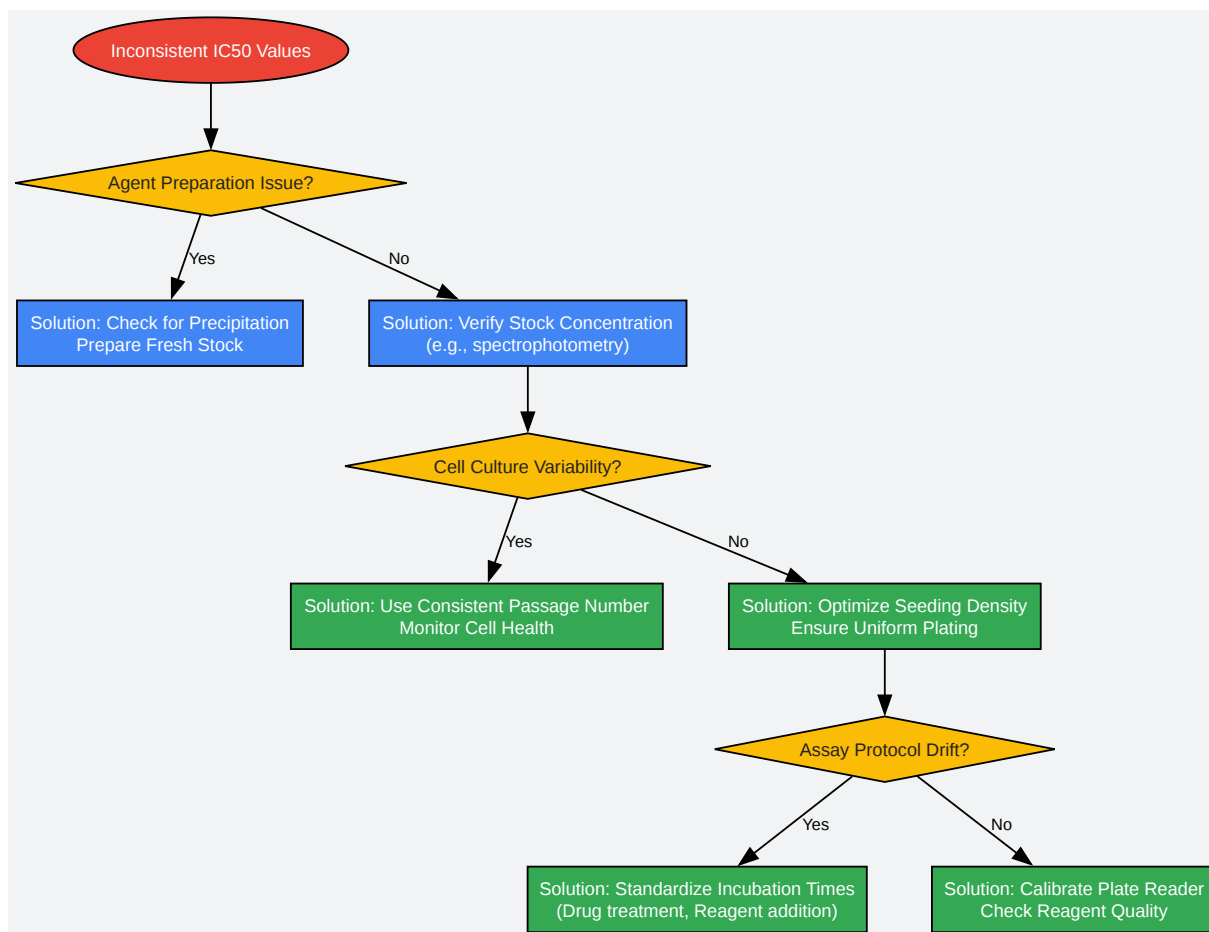 Inconsistent IC50 Values
Agent Preparation Issue?
Yes
No
Solution: Check for Precipitation
Prepare Fresh Stock
Solution: Verify Stock Concentration
(e.g., spectrophotometry)
Cell Culture Variability?
Yes
No
Solution: Use Consistent Passage Number
Monitor Cell Health
Solution: Optimize Seeding Density
Ensure Uniform Plating
Assay Protocol Drift?
Yes
No
Solution: Standardize Incubation Times
(Drug treatment, Reagent addition)
Solution: Calibrate Plate Reader
Check Reagent Quality